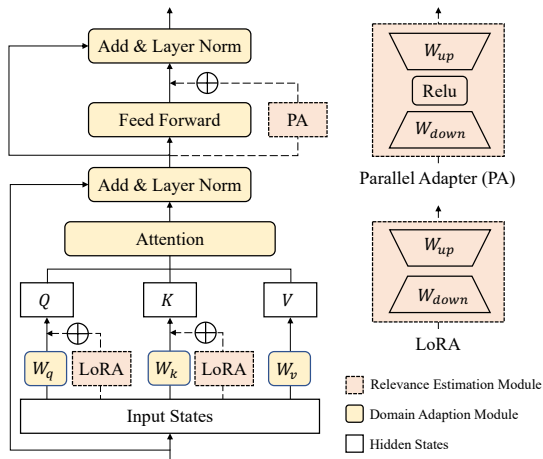 Add & Layer Norm
Feed Forward
PA
Add & Layer Norm
Attention
Q
K
V
W_q
LoRA
W_k
LoRA
W_v
Input States
W_up
Relu
W_down
Parallel Adapter (PA)
W_up
W_down
LoRA
Relevance Estimation Module
Domain Adaption Module
Hidden States